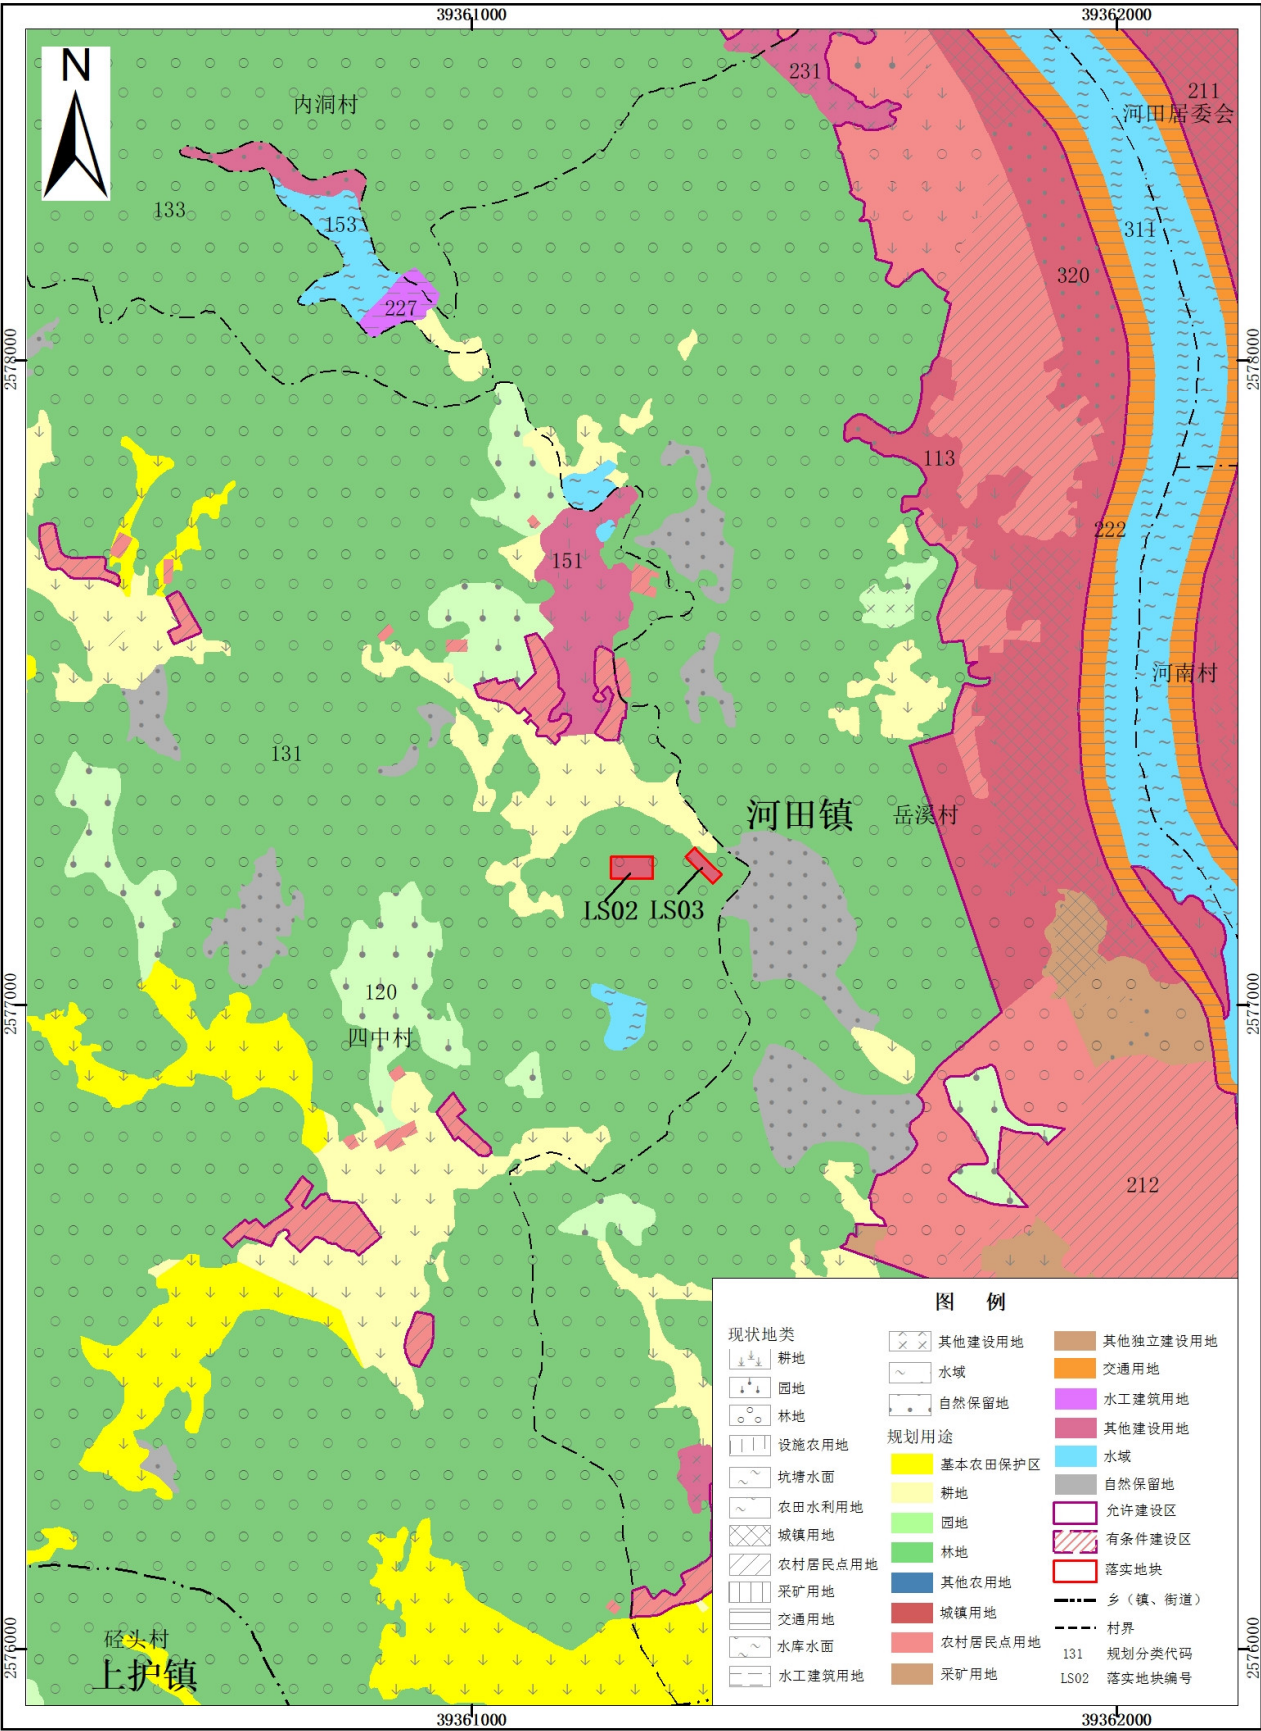 39361000
39362000
N
内洞村
231
211
河田居委会
133
153
311
320
227
2578000
2578000
113
222
151
河南村
131
河田镇
岳溪村
LS02
LS03
120
2577000
2577000
四中村
212
图 例
现状地类
耕地
园地
林地
设施农用地
坑塘水面
农田水利用地
城镇用地
农村居民点用地
采矿用地
交通用地
水库水面
水工建筑用地
其他建设用地
水域
自然保留地
规划用途
基本农田保护区
耕地
园地
林地
其他农用地
城镇用地
农村居民点用地
采矿用地
其他独立建设用地
交通用地
水工建筑用地
其他建设用地
水域
自然保留地
允许建设区
有条件建设区
落实地块
乡（镇、街道）
村界
131 规划分类代码
LS02 落实地块编号
硁头村
上护镇
2576000
2576000
39361000
39362000